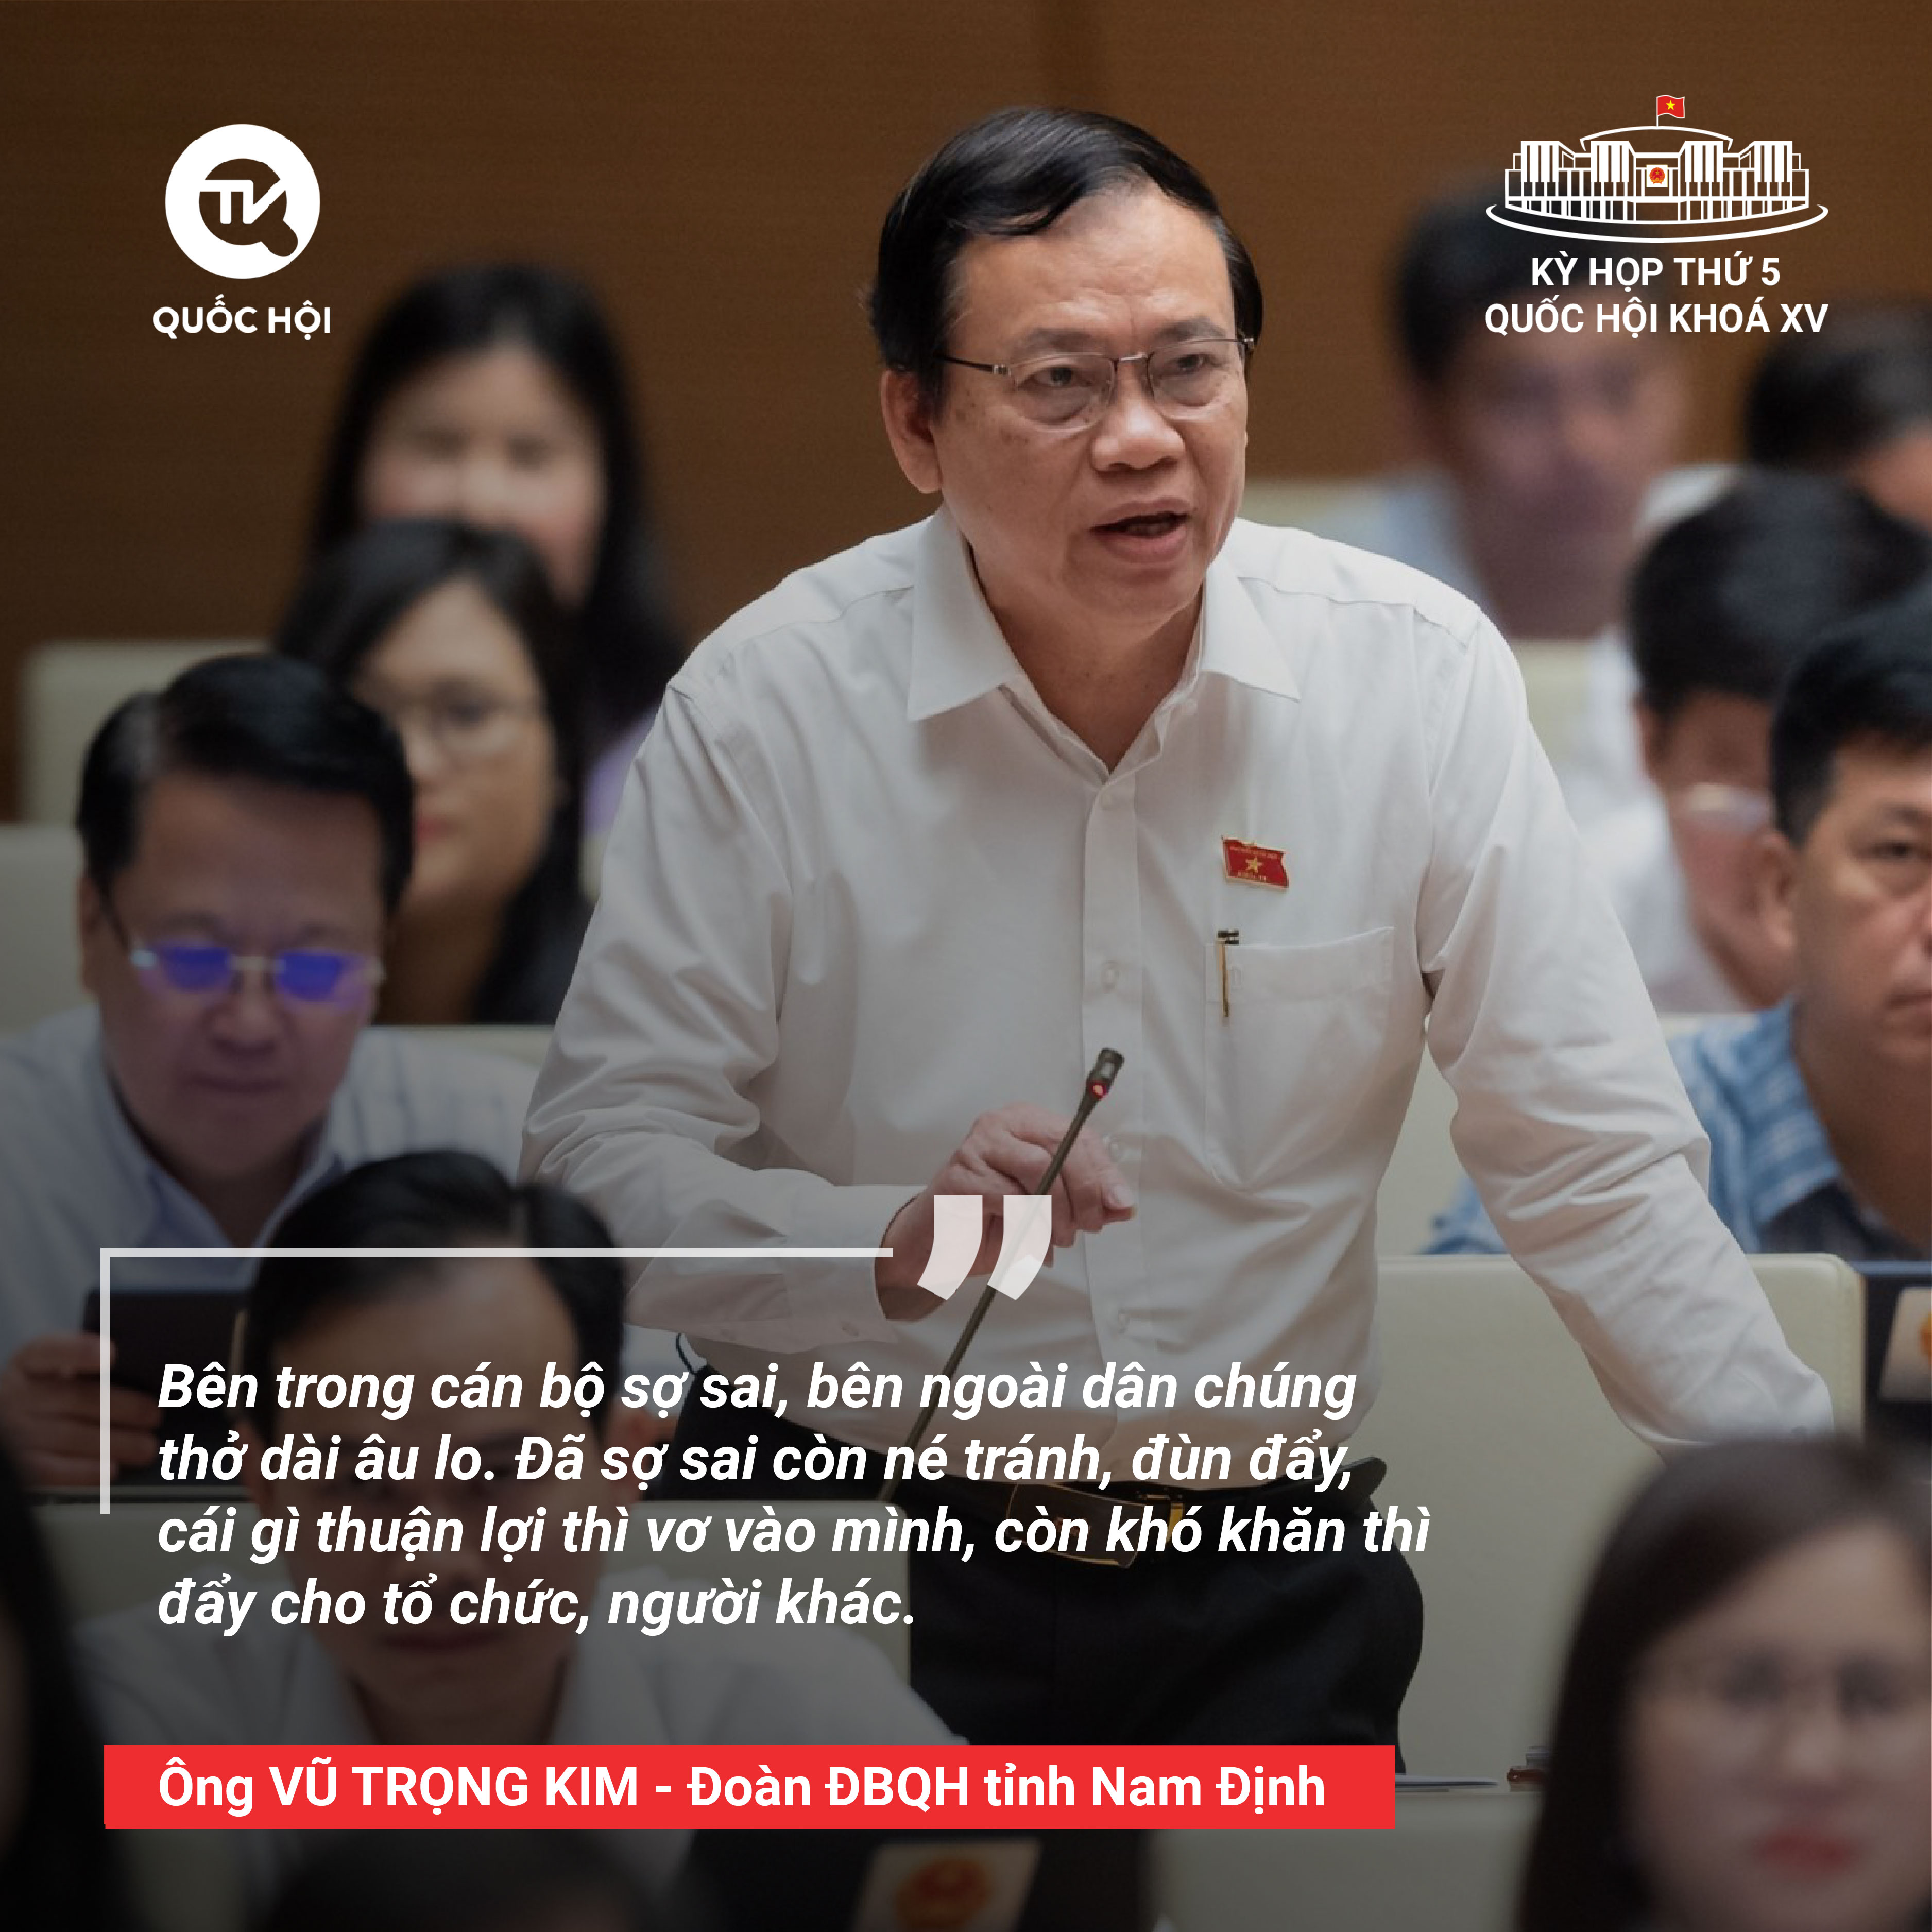 TV
QUỐC HỘI
KỲ HỌP THỨ 5
QUỐC HỘI KHOÁ XV
”
Bên trong cán bộ sợ sai, bên ngoài dân chúng
thở dài âu lo. Đã sợ sai còn né tránh, đùn đẩy,
cái gì thuận lợi thì vơ vào mình, còn khó khăn thì
đẩy cho tổ chức, người khác.
Ông VŨ TRỌNG KIM - Đoàn ĐBQH tỉnh Nam Định